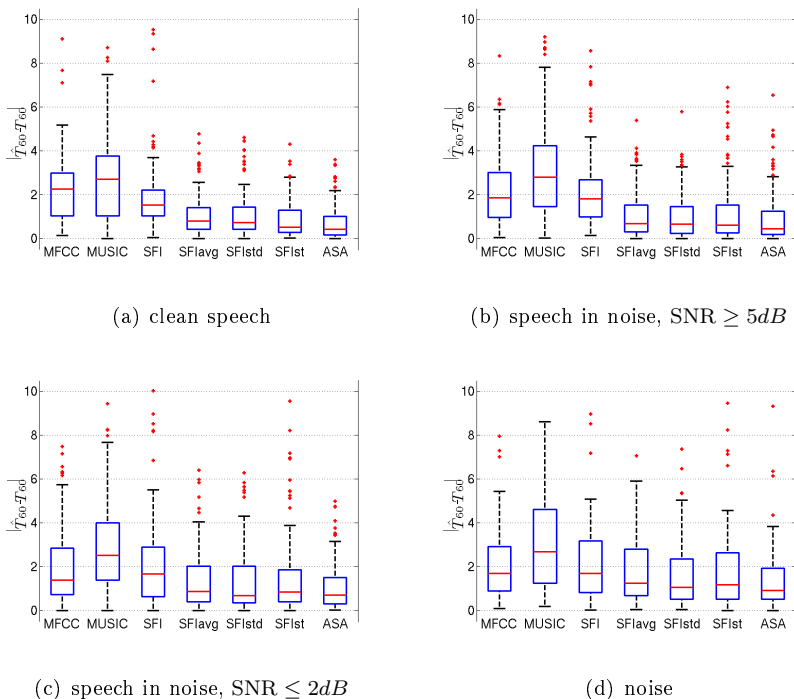 10
8
6
4
2
0
|T̂60-T60|
MFCC MUSIC SFI SFIavg SFIstd SFIst ASA
(a) clean speech
10
8
6
4
2
0
|T̂60-T60|
MFCC MUSIC SFI SFIavg SFIstd SFIst ASA
(b) speech in noise, SNR ≥ 5dB
10
8
6
4
2
0
|T̂60-T60|
MFCC MUSIC SFI SFIavg SFIstd SFIst ASA
(c) speech in noise, SNR ≤ 2dB
10
8
6
4
2
0
|T̂60-T60|
MFCC MUSIC SFI SFIavg SFIstd SFIst ASA
(d) noise